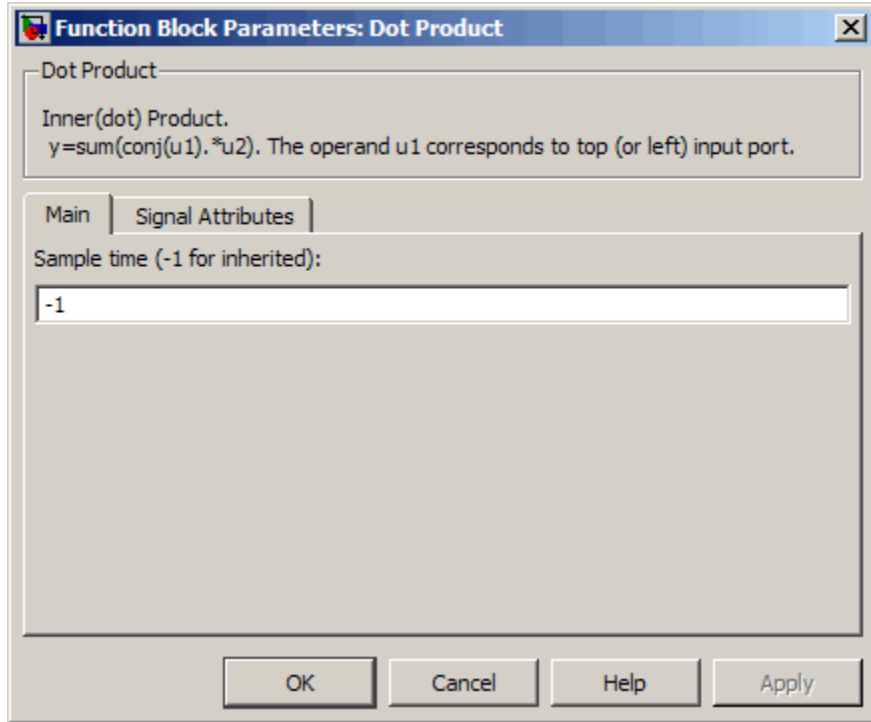 Function Block Parameters: Dot Product
Dot Product
Inner(dot) Product.
y=sum(conj(u1).*u2). The operand u1 corresponds to top (or left) input port.
Main Signal Attributes
Sample time (-1 for inherited):
-1
OK Cancel Help Apply